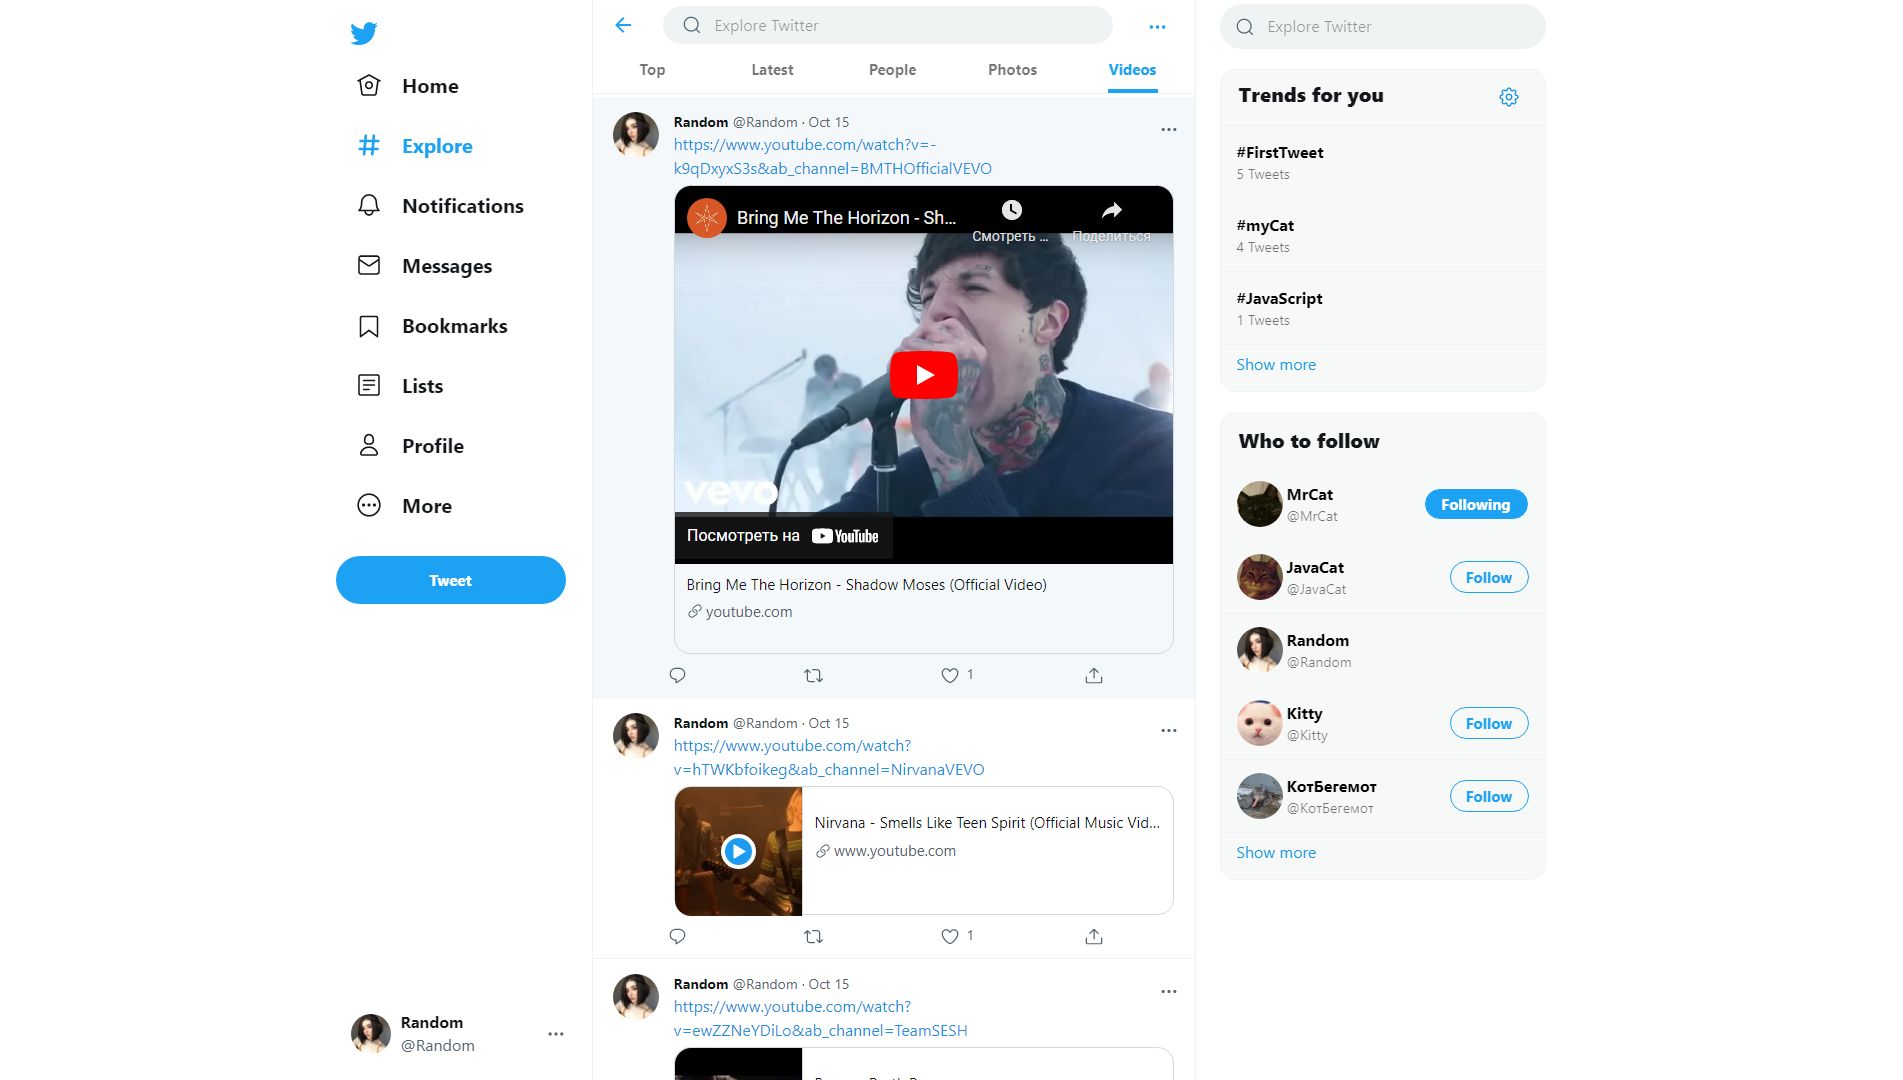 Home
Explore
Notifications
Messages
Bookmarks
Lists
Profile
More
Tweet
Random
@Random
Explore Twitter
Top
Latest
People
Photos
Videos
Random @Random · Oct 15
https://www.youtube.com/watch?v=-
k9qDxyxS3s&ab_channel=BMTHOfficialVEVO
Bring Me The Horizon - Sh...
Смотреть ...
Поделиться
vevo
Посмотреть на YouTube
Bring Me The Horizon - Shadow Moses (Official Video)
youtube.com
1
Random @Random · Oct 15
https://www.youtube.com/watch?
v=hTWKbfoikeg&ab_channel=NirvanaVEVO
Nirvana - Smells Like Teen Spirit (Official Music Vid...
www.youtube.com
1
Random @Random · Oct 15
https://www.youtube.com/watch?
v=ewZZNeYDiLo&ab_channel=TeamSESH
Explore Twitter
Trends for you
#FirstTweet
5 Tweets
#myCat
4 Tweets
#JavaScript
1 Tweets
Show more
Who to follow
MrCat
@MrCat
Following
JavaCat
@JavaCat
Follow
Random
@Random
Kitty
@Kitty
Follow
КотБегемот
@КотБегемот
Follow
Show more